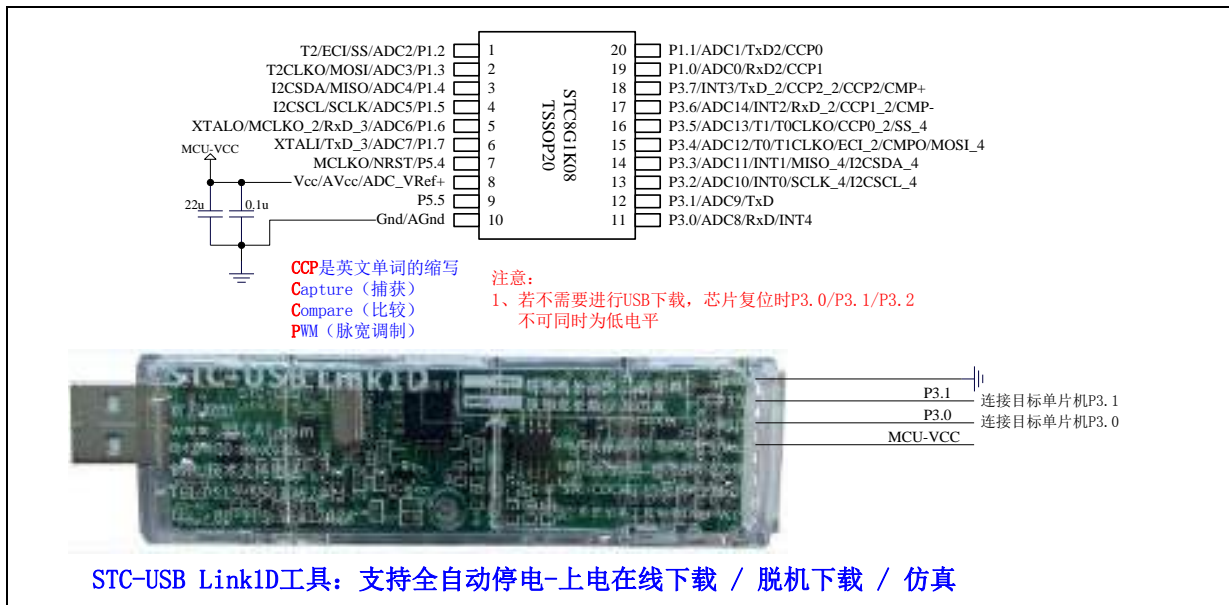 T2/ECI/SS/ADC2/P1.2 1 20 P1.1/ADC1/TxD2/CCP0
T2CLKO/MOSI/ADC3/P1.3 2 19 P1.0/ADC0/RxD2/CCP1
I2CSDA/MISO/ADC4/P1.4 3 18 P3.7/INT3/TxD_2/CCP2_2/CCP2/CMP+
I2CSCL/SCLK/ADC5/P1.5 4 17 P3.6/ADC14/INT2/RxD_2/CCP1_2/CMP-
XTALO/MCLKO_2/RxD_3/ADC6/P1.6 5 16 P3.5/ADC13/T1/T0CLKO/CCP0_2/SS_4
XTALI/TxD_3/ADC7/P1.7 6 15 P3.4/ADC12/T0/T1CLKO/ECI_2/CMPO/MOSI_4
MCLKO/NRST/P5.4 7 14 P3.3/ADC11/INT1/MISO_4/I2CSDA_4
Vcc/AVcc/ADC_VRef+ 8 13 P3.2/ADC10/INT0/SCLK_4/I2CSCL_4
P5.5 9 12 P3.1/ADC9/TxD
Gnd/AGnd 10 11 P3.0/ADC8/RxD/INT4
STC8G1K08
TSSOP20
MCU-VCC
22u 0.1u
CCP是英文单词的缩写
Capture（捕获）
Compare（比较）
PWM（脉宽调制）
注意：
1、若不需要进行USB下载，芯片复位时P3.0/P3.1/P3.2
不可同时为低电平
STC-USB Link1D
P3.1 连接目标单片机P3.1
P3.0 连接目标单片机P3.0
MCU-VCC
STC-USB Link1D工具：支持全自动停电-上电在线下载 / 脱机下载 / 仿真